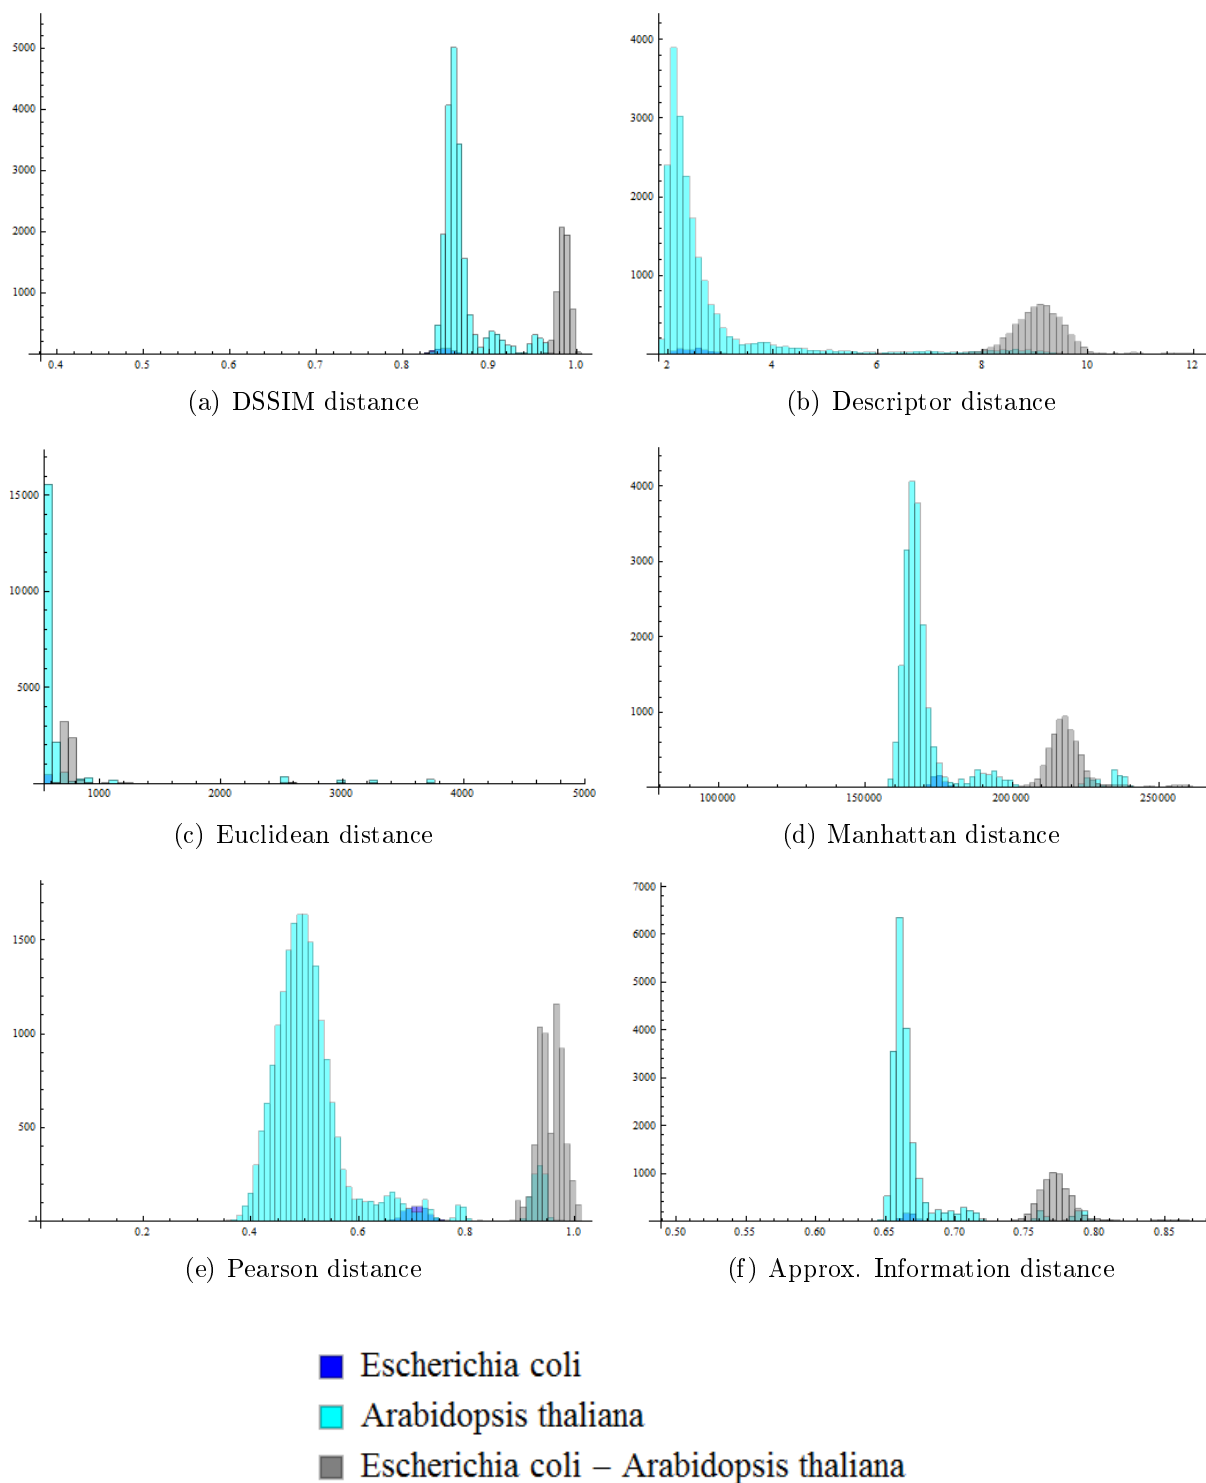 5000
4000
3000
2000
1000
0.4 0.5 0.6 0.7 0.8 0.9 1.0
(a) DSSIM distance
4000
3000
2000
1000
2 4 6 8 10 12
(b) Descriptor distance
15000
10000
5000
1000 2000 3000 4000 5000
(c) Euclidean distance
4000
3000
2000
1000
100000 150000 200000 250000
(d) Manhattan distance
1500
1000
500
0.2 0.4 0.6 0.8 1.0
(e) Pearson distance
7000
6000
5000
4000
3000
2000
1000
0.50 0.55 0.60 0.65 0.70 0.75 0.80 0.85
(f) Approx. Information distance
Escherichia coli
Arabidopsis thaliana
Escherichia coli – Arabidopsis thaliana